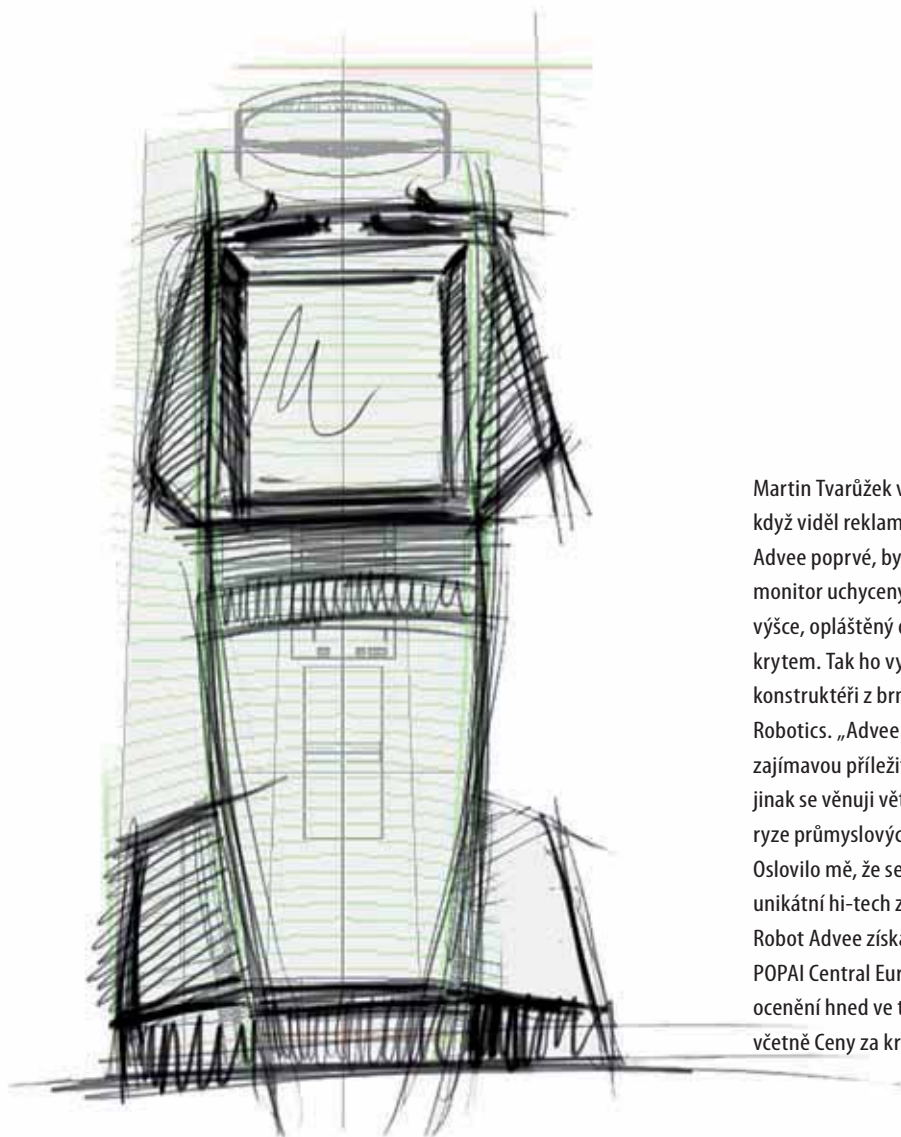 Martin Tvarůžek v
když viděl reklam
Advee poprvé, by
monitor uchycený
výšce, opláštěný
krytem. Tak ho vy
konstruktéři z brn
Robotics. „Advee
zajímavou příleži
jinak se věnuji vět
ryze průmyslovýc
Oslovilo mě, že se
unikátní hi-tech z
Robot Advee získa
POPAI Central Eur
ocenění hned ve t
včetně Ceny za kr